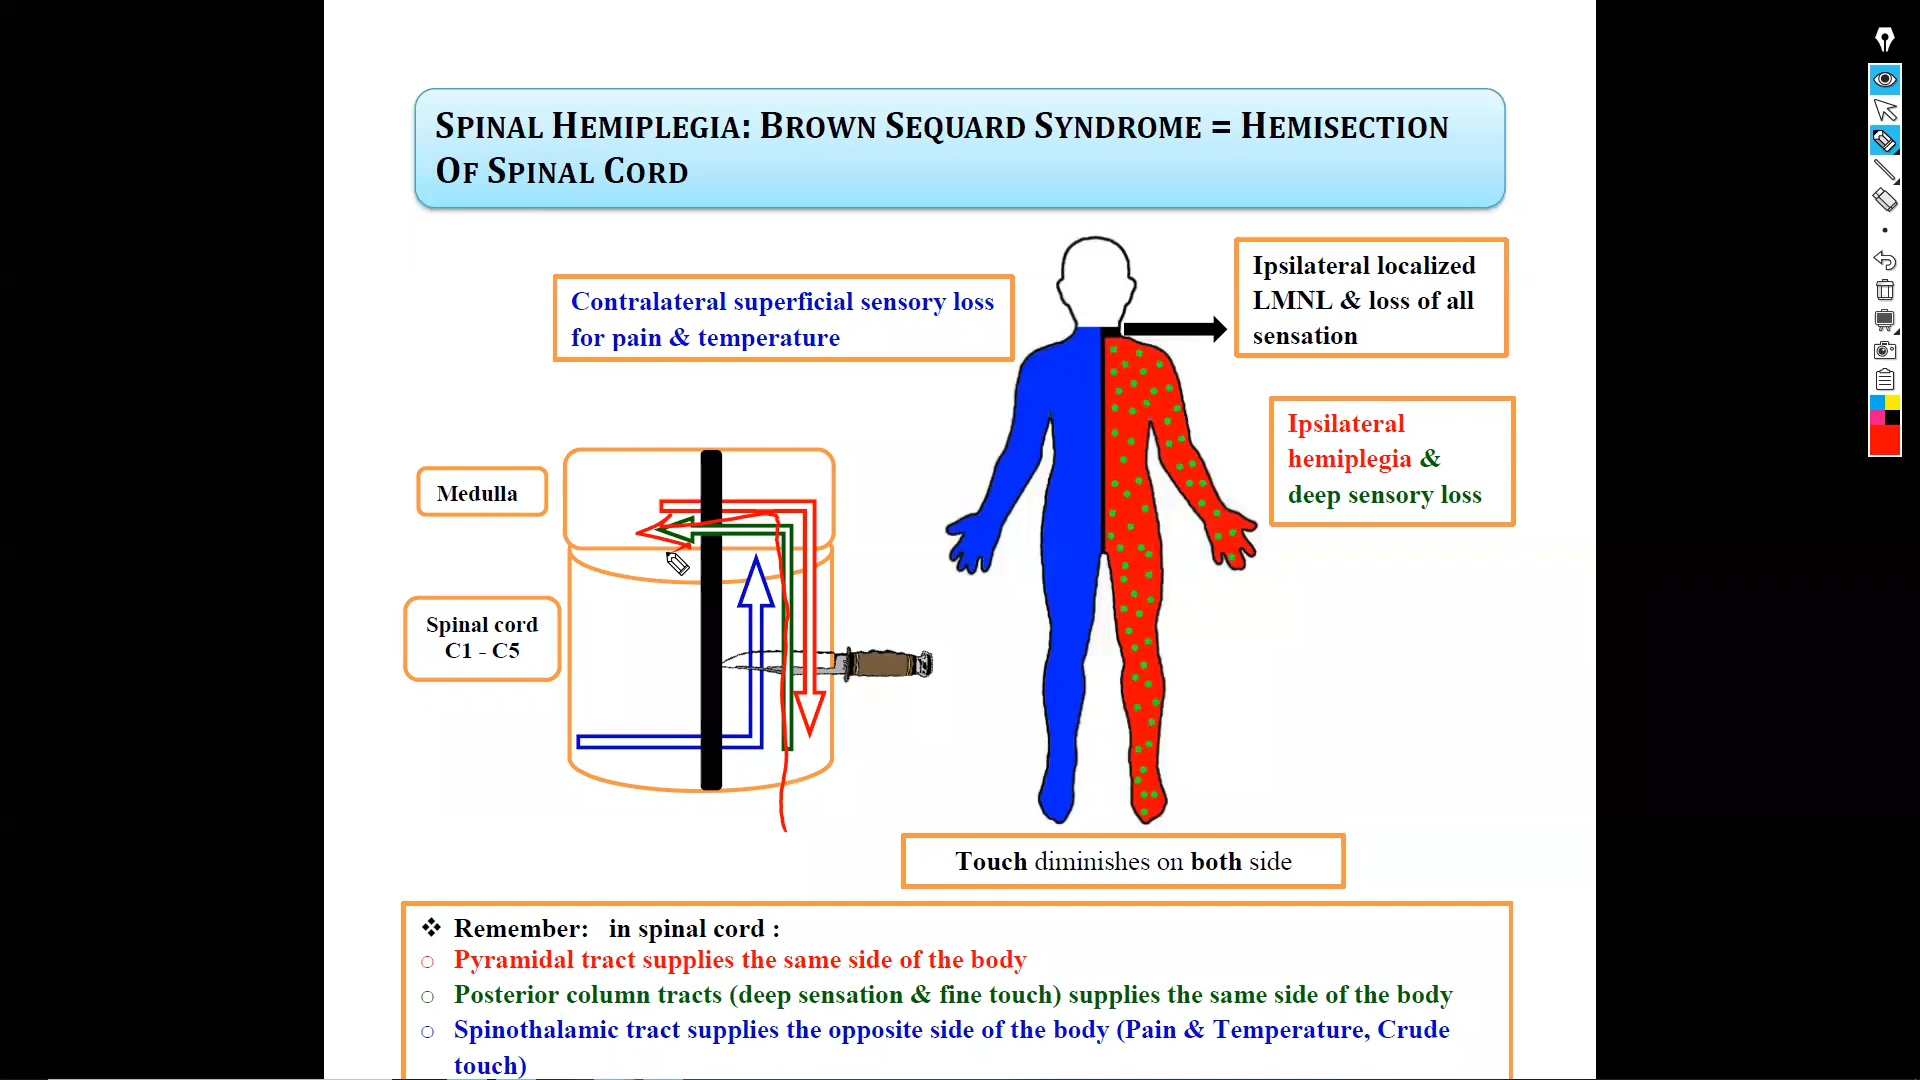 SPINAL HEMIPLEGIA: BROWN SEQUARD SYNDROME = HEMISECTION
OF SPINAL CORD
Contralateral superficial sensory loss
for pain & temperature
Ipsilateral localized
LMNL & loss of all
sensation
Ipsilateral
hemiplegia &
deep sensory loss
Medulla
Spinal cord
C1 - C5
Touch diminishes on both side
❖ Remember: in spinal cord :
○ Pyramidal tract supplies the same side of the body
○ Posterior column tracts (deep sensation & fine touch) supplies the same side of the body
○ Spinothalamic tract supplies the opposite side of the body (Pain & Temperature, Crude
touch)